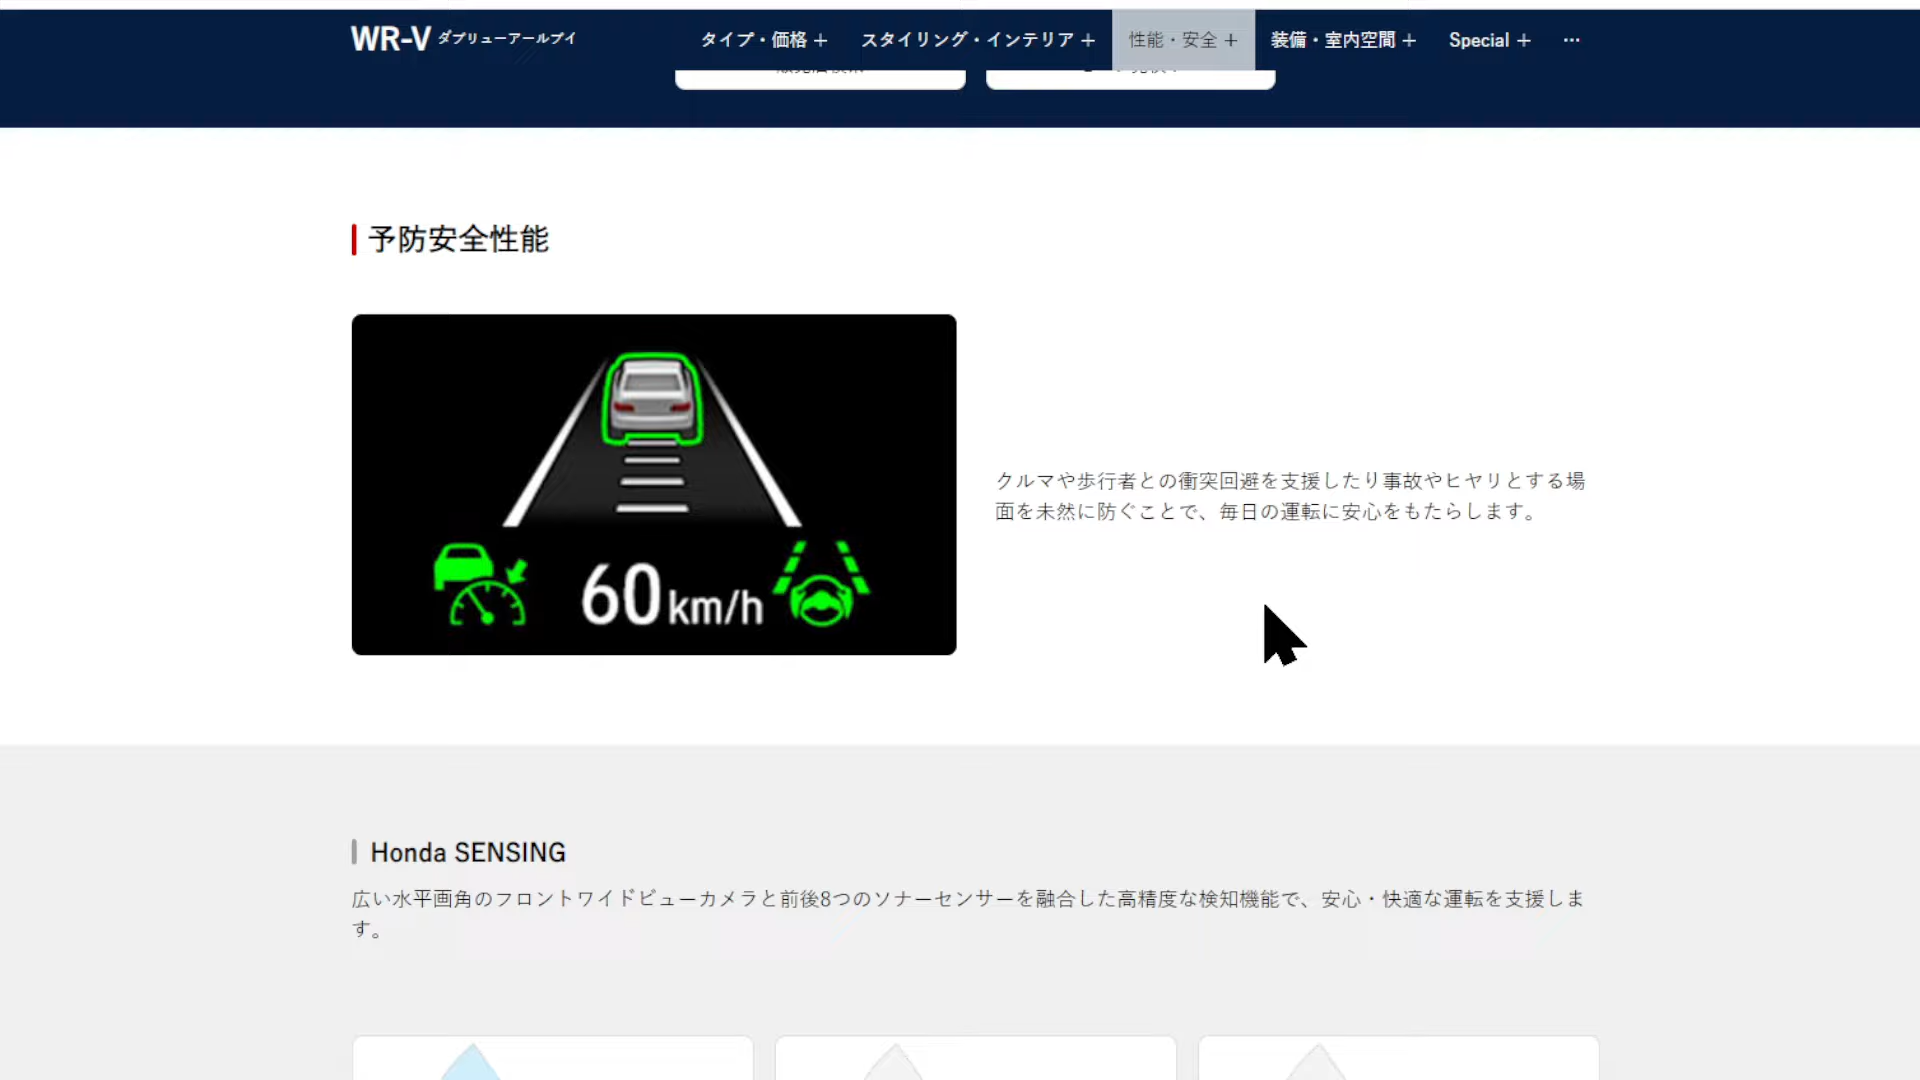 WR-V ダブリューアールブイ
タイプ・価格 +
スタイリング・インテリア +
性能・安全 +
装備・室内空間 +
Special +
…
予防安全性能
60km/h
クルマや歩行者との衝突回避を支援したり事故やヒヤリとする場
面を未然に防ぐことで、毎日の運転に安心をもたらします。
Honda SENSING
広い水平画角のフロントワイドビューカメラと前後8つのソナーセンサーを融合した高精度な検知機能で、安心・快適な運転を支援しま
す。